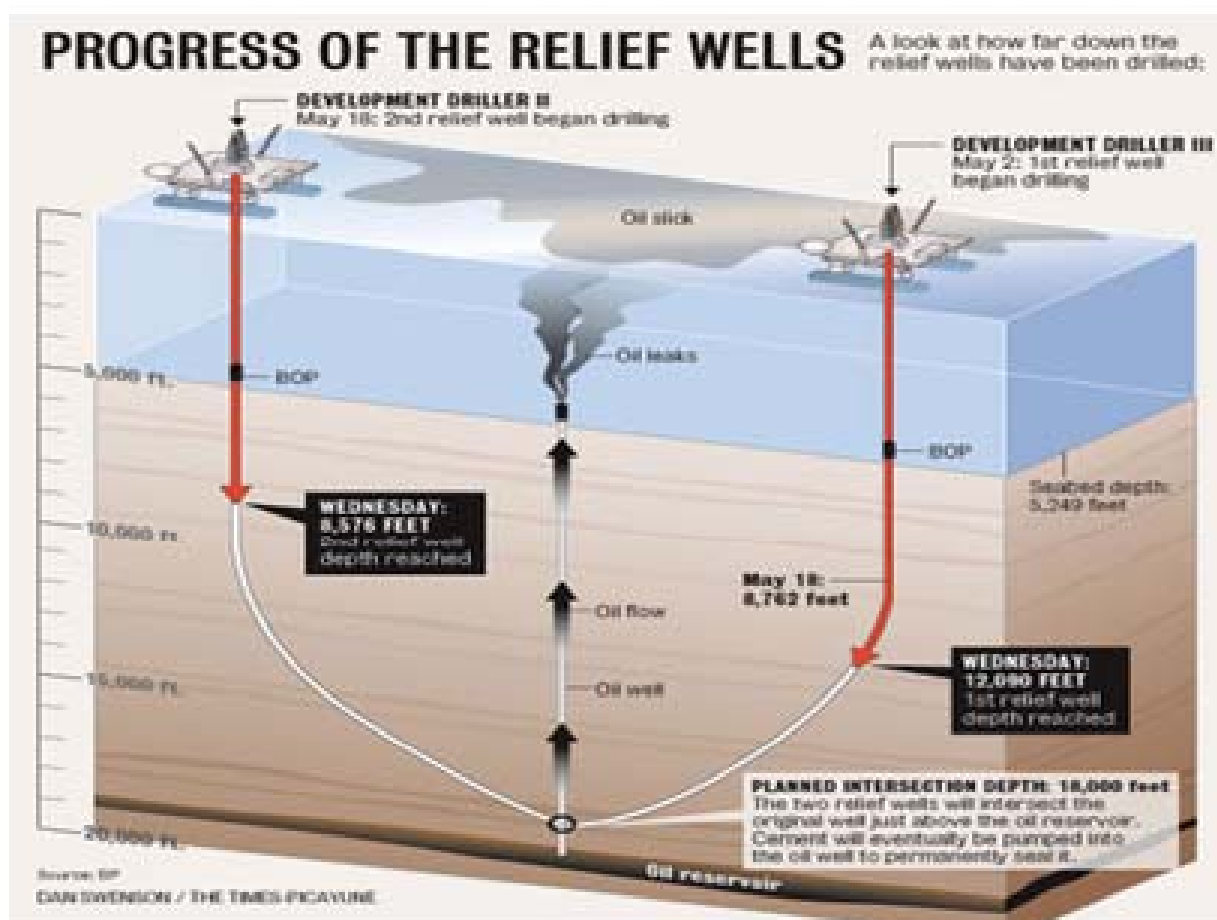 PROGRESS OF THE RELIEF WELLS
A look at how far down the
relief wells have been drilled:
DEVELOPMENT DRILLER II
May 18: 2nd relief well began drilling
DEVELOPMENT DRILLER III
May 2: 1st relief well
began drilling
Oil slick
Oil leaks
5,000 ft.
BOP
BOP
Seabed depth:
5,249 feet
WEDNESDAY:
8,576 FEET
2nd relief well
depth reached
10,000 ft.
May 18:
8,762 feet
Oil flow
WEDNESDAY:
12,090 FEET
1st relief well
depth reached
15,000 ft.
Oil well
PLANNED INTERSECTION DEPTH: 18,000 feet
The two relief wells will intersect the
original well just above the oil reservoir.
Cement will eventually be pumped into
the oil well to permanently seal it.
20,000 ft.
Oil reservoir
Source: BP
DAN SWENSON / THE TIMES-PICAYUNE